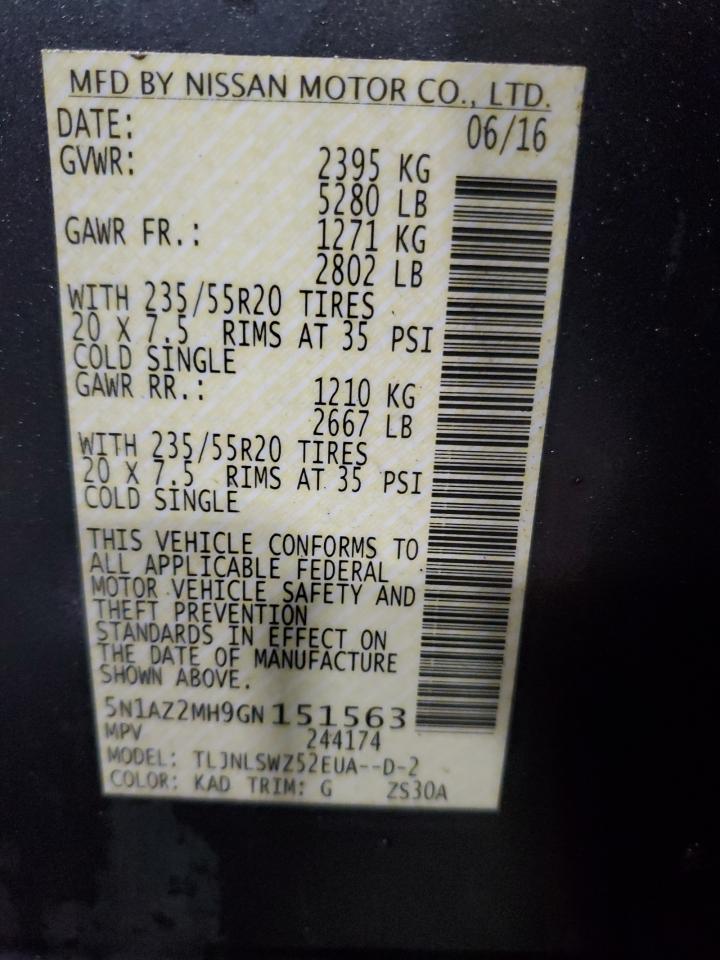 MFD BY NISSAN MOTOR CO., LTD.
DATE: 06/16
GVWR: 2395 KG
5280 LB
GAWR FR.: 1271 KG
2802 LB
WITH 235/55R20 TIRES
20 X 7.5 RIMS AT 35 PSI
COLD SINGLE
GAWR RR.: 1210 KG
2667 LB
WITH 235/55R20 TIRES
20 X 7.5 RIMS AT 35 PSI
COLD SINGLE
THIS VEHICLE CONFORMS TO
ALL APPLICABLE FEDERAL
MOTOR VEHICLE SAFETY AND
THEFT PREVENTION
STANDARDS IN EFFECT ON
THE DATE OF MANUFACTURE
SHOWN ABOVE.
5N1AZ2MH9GN151563
MPV 244174
MODEL: TLJNLSWZ52EUA--D-2
COLOR: KAD TRIM: G ZS30A